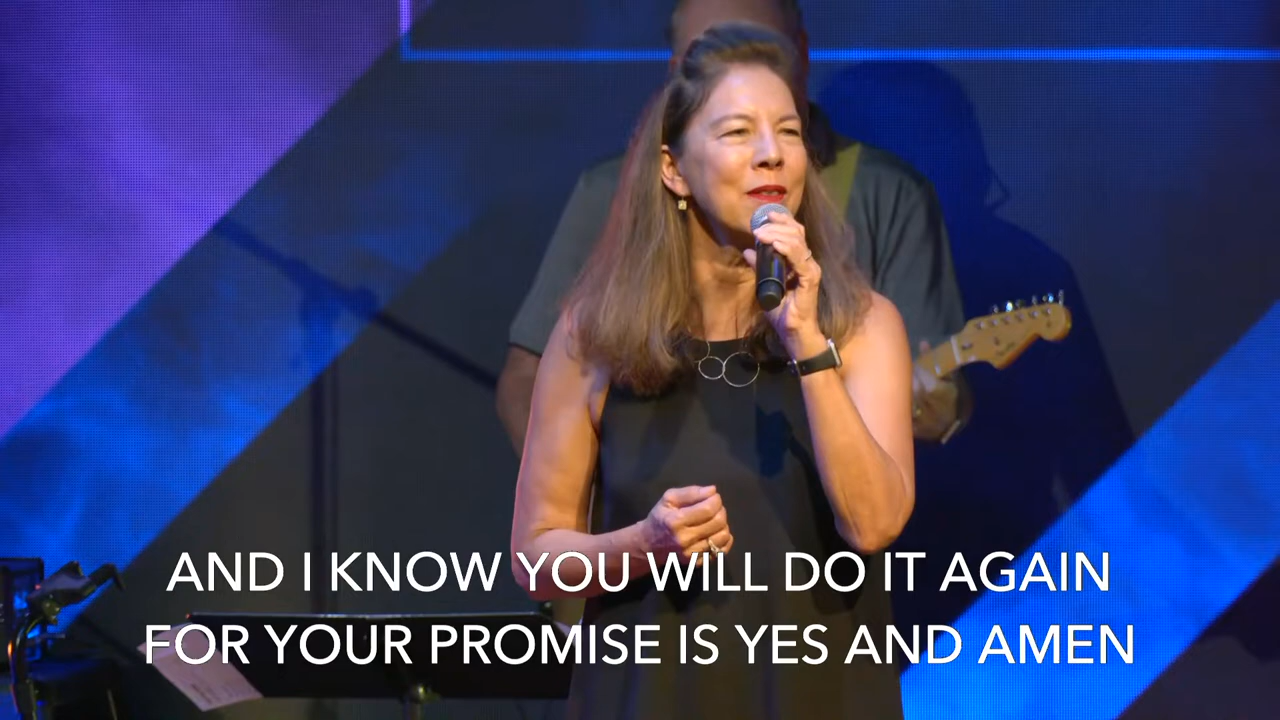 AND I KNOW YOU WILL DO IT AGAIN
FOR YOUR PROMISE IS YES AND AMEN